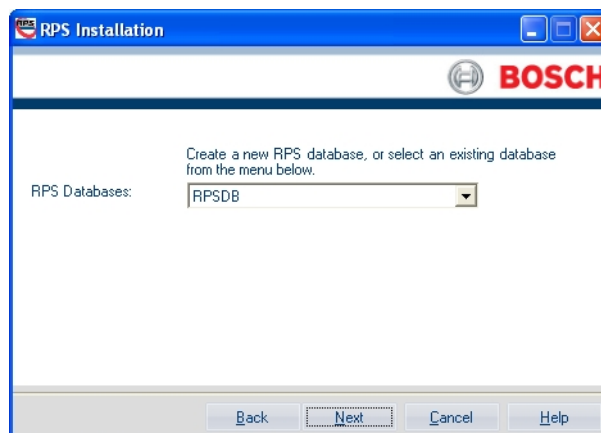 RPS RPS Installation
BOSCH
Create a new RPS database, or select an existing database
from the menu below.
RPS Databases:
RPSDB
Back Next Cancel Help